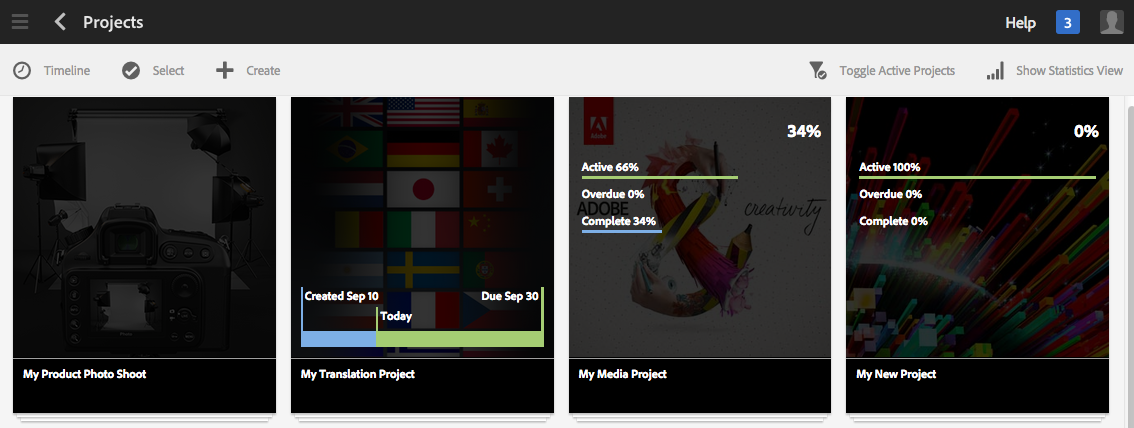 Projects
Help
3
Timeline
Select
Create
Toggle Active Projects
Show Statistics View
Created Sep 10
Due Sep 30
Today
Adobe
34%
Active 66%
Overdue 0%
ADOBE
creativity
Complete 34%
0%
Active 100%
Overdue 0%
Complete 0%
My Product Photo Shoot
My Translation Project
My Media Project
My New Project